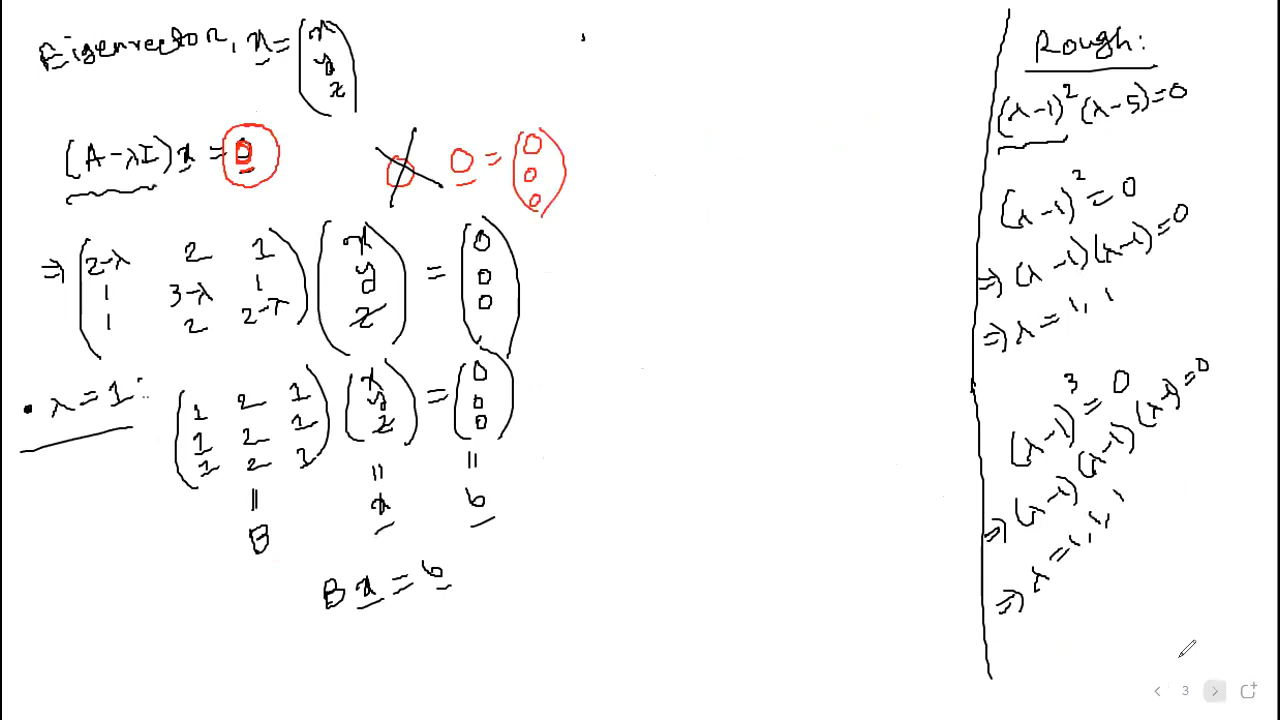 Eigenvector, x = (x y z)
(A-λI)x = 0    0    0 = (0 0 0)
⇒ (2-λ 2 1
1 3-λ 1
1 2 2-λ) (x y z) = (0 0 0)
• λ = 1: (1 2 1
1 2 1
1 2 1) (x y z) = (0 0 0)
= = =
B x b
Bx = b
Rough:
(λ-1)² (λ-5) = 0
(λ-1)² = 0
⇒ (λ-1)(λ-1) = 0
⇒ λ = 1, 1
(λ-1)³ = 0
⇒ (λ-1)(λ-1)(λ-1) = 0
⇒ λ = 1, 1, 1
3